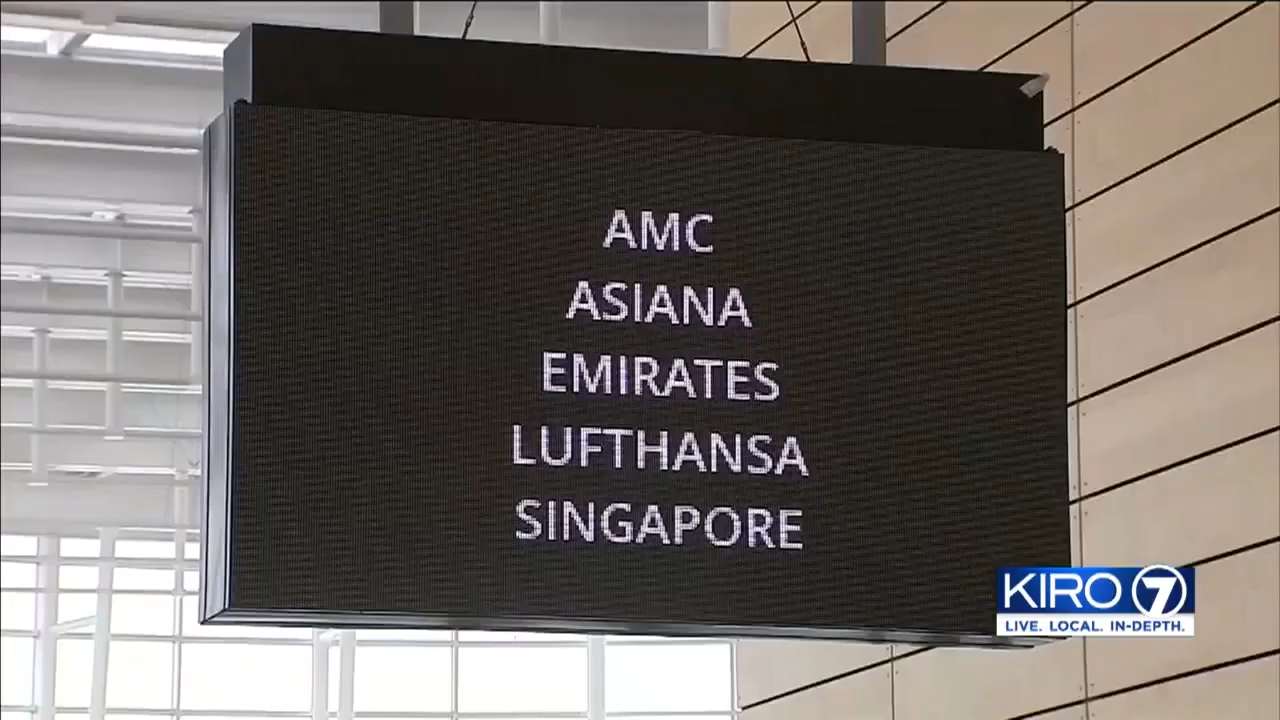 AMC
ASIANA
EMIRATES
LUFTHANSA
SINGAPORE
KIRO 7
LIVE. LOCAL. IN-DEPTH.